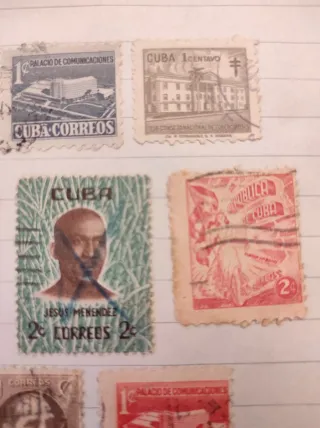 1c PALACIO DE COMUNICACIONES
CUBA·CORREOS
CUBA 1 CENTAVO
CUBA
JESUS MENENDEZ
2c CORREOS 2c
REPUBLICA
DE CUBA
2c
CORREOS
1c PALACIO DE COMUNICACIONES